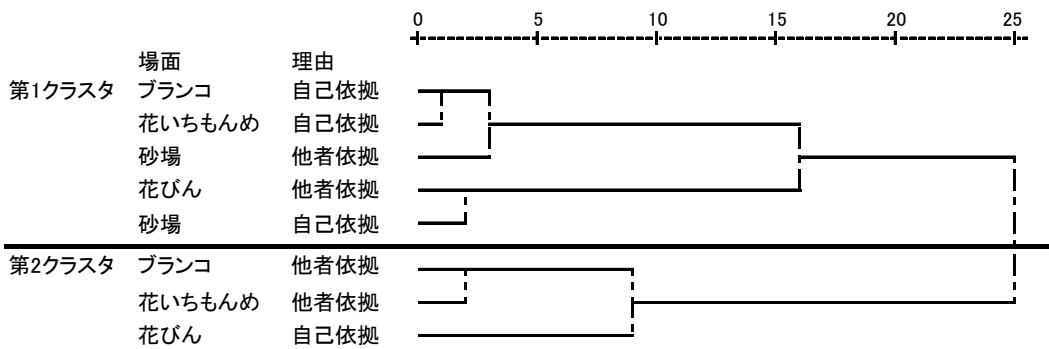 0 5 10 15 20 25
場面 理由
第1クラスタ ブランコ 自己依拠
花いちもんめ 自己依拠
砂場 他者依拠
花びん 他者依拠
砂場 自己依拠
第2クラスタ ブランコ 他者依拠
花いちもんめ 他者依拠
花びん 自己依拠